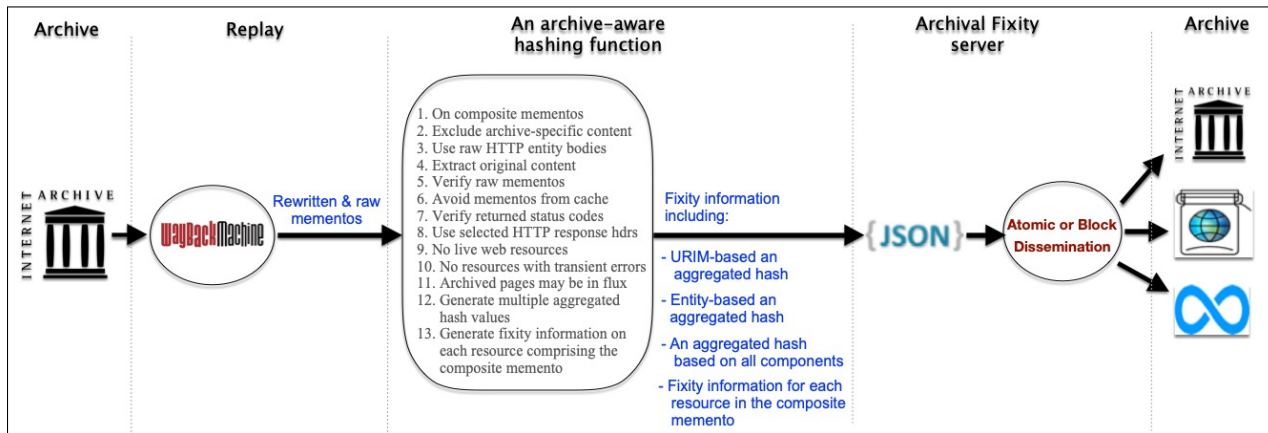 Archive
Replay
An archive-aware
hashing function
Archival Fixity
server
Archive
INTERNET
ARCHIVE
WayBackMachine
Rewritten & raw
mementos
1. On composite mementos
2. Exclude archive-specific content
3. Use raw HTTP entity bodies
4. Extract original content
5. Verify raw mementos
6. Avoid mementos from cache
7. Verify returned status codes
8. Use selected HTTP response hdrs
9. No live web resources
10. No resources with transient errors
11. Archived pages may be in flux
12. Generate multiple aggregated
hash values
13. Generate fixity information on
each resource comprising the
composite memento
Fixity information
including:
- URIM-based an
aggregated hash
- Entity-based an
aggregated hash
- An aggregated hash
based on all components
- Fixity information for each
resource in the composite
memento
{JSON}
Atomic or Block
Dissemination
INTERNET
ARCHIVE